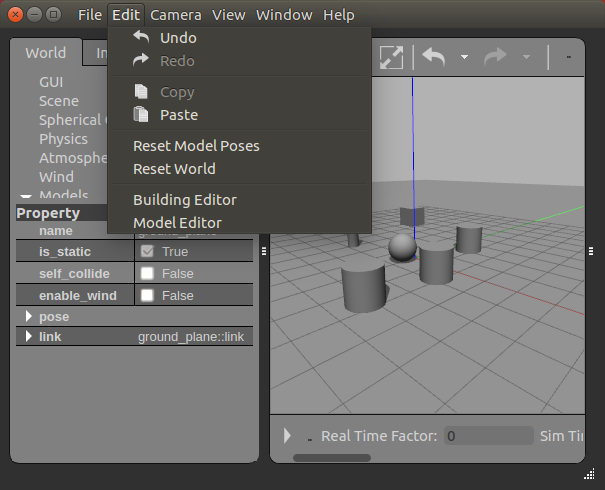 File Edit Camera View Window Help
World
Undo
Redo
Copy
Paste
Reset Model Poses
Reset World
Building Editor
Model Editor
GUI
Scene
Spherical
Physics
Atmosphe
Wind
Models
Property
name ground_plane
is_static True
self_collide False
enable_wind False
pose
link ground_plane::link
Real Time Factor: 0 Sim Ti